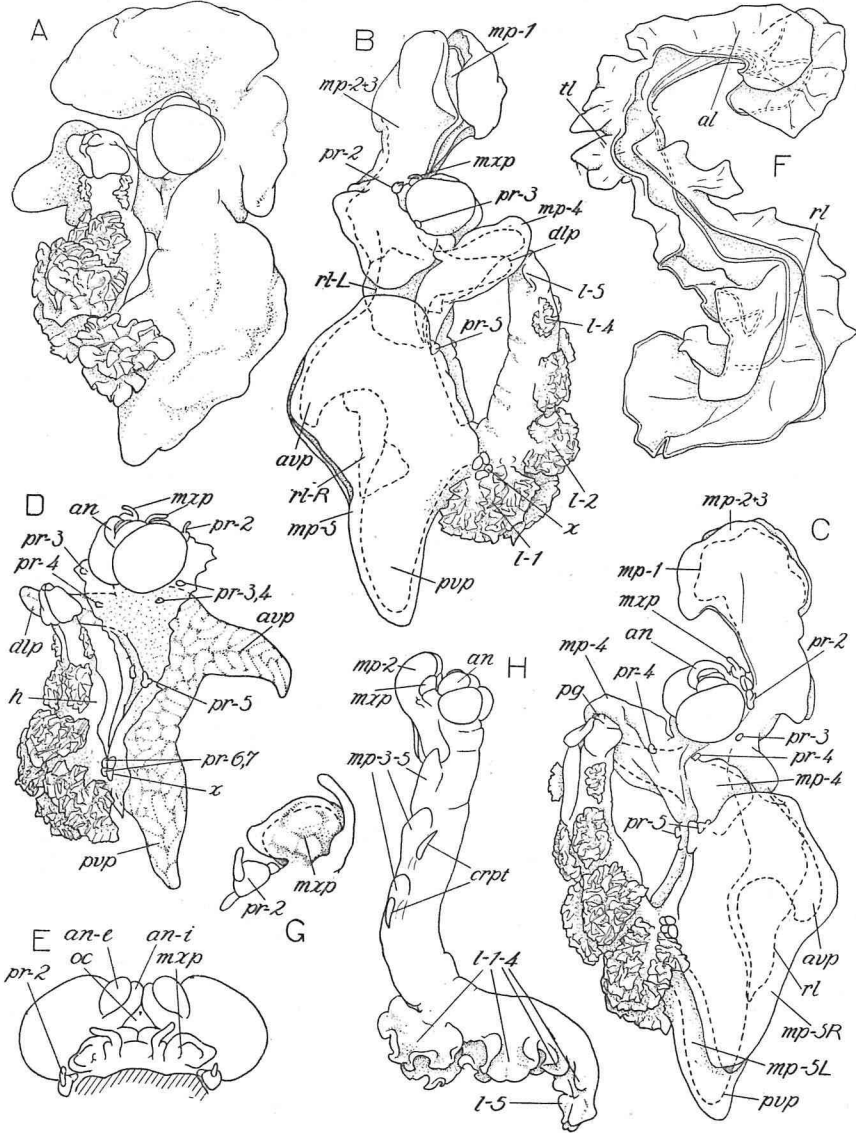 A
B
mp-1
mp-2+3
pr-2
mxp
pr-3
mp-4
dlp
rl-L
l-5
l-4
pr-5
avp
rl-R
mp-5
l-2
x
l-1
pvp
al
tl
F
rl
D
mxp
an
pr-2
pr-3
pr-4
pr-3,4
dlp
avp
h
pr-5
pr-6,7
x
pvp
mp-2+3
C
mp-1
mxp
an
mp-4
pr-4
pr-2
pg
pr-3
pr-4
mp-4
pr-5
avp
rl
mp-5R
mp-5L
pvp
H
mp-2
an
mxp
mp-3-5
crpt
l-1-4
l-5
mxp
pr-2
G
E
an-e
an-i
oc
mxp
pr-2